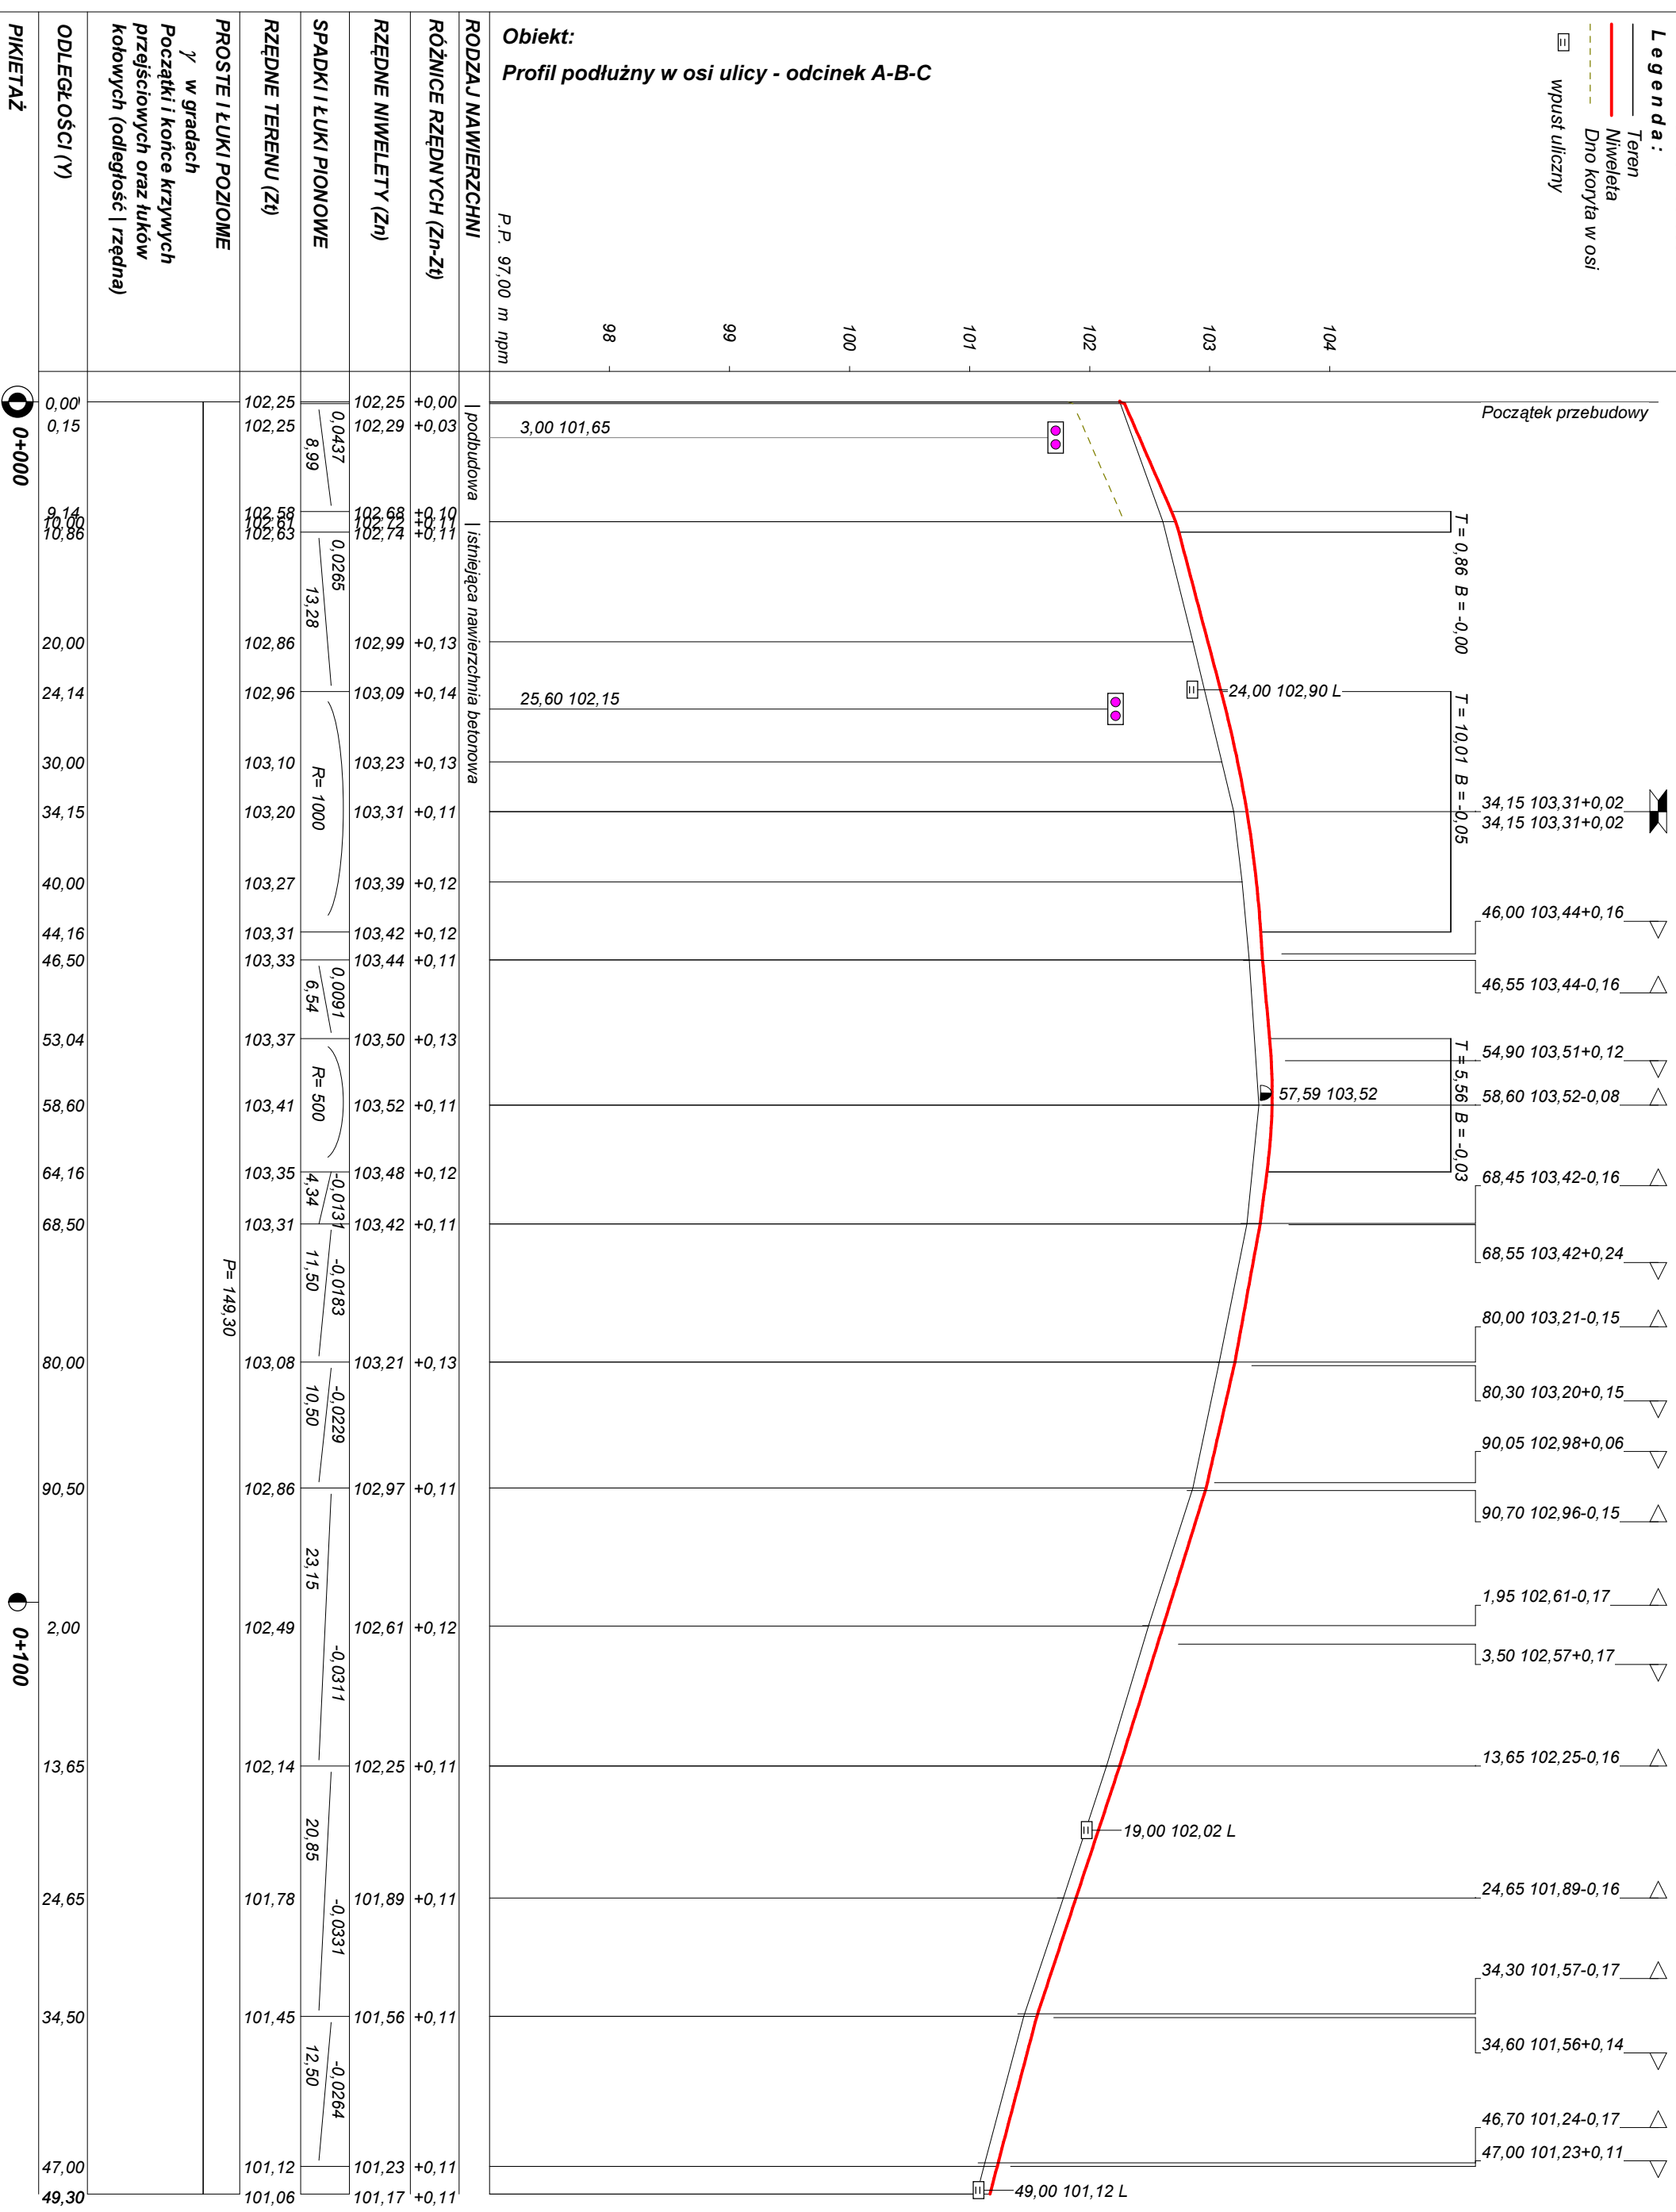 Legenda:
Teren
Niweleta
Dno koryta w osi
wpust uliczny
Początek przebudowy
34,15 103,31+0,02
34,15 103,31+0,02
46,00 103,44+0,16
46,55 103,44-0,16
54,90 103,51+0,12
58,60 103,52-0,08
68,45 103,42-0,16
68,55 103,42+0,24
80,00 103,21-0,15
80,30 103,20+0,15
90,05 102,98+0,06
90,70 102,96-0,15
1,95 102,61-0,17
3,50 102,57+0,17
13,65 102,25-0,16
24,65 101,89-0,16
34,30 101,57-0,17
34,60 101,56+0,14
46,70 101,24-0,17
47,00 101,23+0,11
T = 0,86 B = -0,00
T = 10,01 B = -0,05
T = 5,56 B = -0,03
104
103
102
101
100
99
98
24,00 102,90 L
57,59 103,52
19,00 102,02 L
49,00 101,12 L
3,00 101,65
25,60 102,15
Obiekt:
Profil podłużny w osi ulicy - odcinek A-B-C
P.P. 97,00 m npm
RODZAJ NAWIERZCHNI
| podbudowa | istniejąca nawierzchnia betonowa
RÓŻNICE RZĘDNYCH (Zn-Zt)
+0,00 +0,03 +0,10 +0,11 +0,11 +0,13 +0,14 +0,13 +0,11 +0,12 +0,12 +0,11 +0,13 +0,11 +0,12 +0,11 +0,13 +0,11 +0,12 +0,11 +0,11 +0,11 +0,11 +0,11
RZĘDNE NIWELETY (Zn)
102,25 102,29 102,68 102,72 102,74 102,99 103,09 103,23 103,31 103,39 103,42 103,44 103,50 103,52 103,48 103,42 103,21 102,97 102,61 102,25 101,89 101,56 101,23 101,17
SPADKI I ŁUKI PIONOWE
0,0437 0,0265 R= 1000 0,0091 R= 500 -0,0131 -0,0183 -0,0229 -0,0311 -0,0331 -0,0264
8,99 13,28 6,54 4,34 11,50 10,50 23,15 20,85 12,50
RZĘDNE TERENU (Zt)
102,25 102,25 102,58 102,61 102,63 102,86 102,96 103,10 103,20 103,27 103,31 103,33 103,37 103,41 103,35 103,31 103,08 102,86 102,49 102,14 101,78 101,45 101,12 101,06
PROSTE I ŁUKI POZIOME
P= 149,30
γ w gradach
Początki i końce krzywych
przejściowych oraz łuków
kołowych (odległość | rzędna)
ODLEGŁOŚCI (Y)
0,00 0,15 9,14 10,00 10,86 20,00 24,14 30,00 34,15 40,00 44,16 46,50 53,04 58,60 64,16 68,50 80,00 90,50 2,00 13,65 24,65 34,50 47,00 49,30
PIKIETAŻ
0+000 0+100